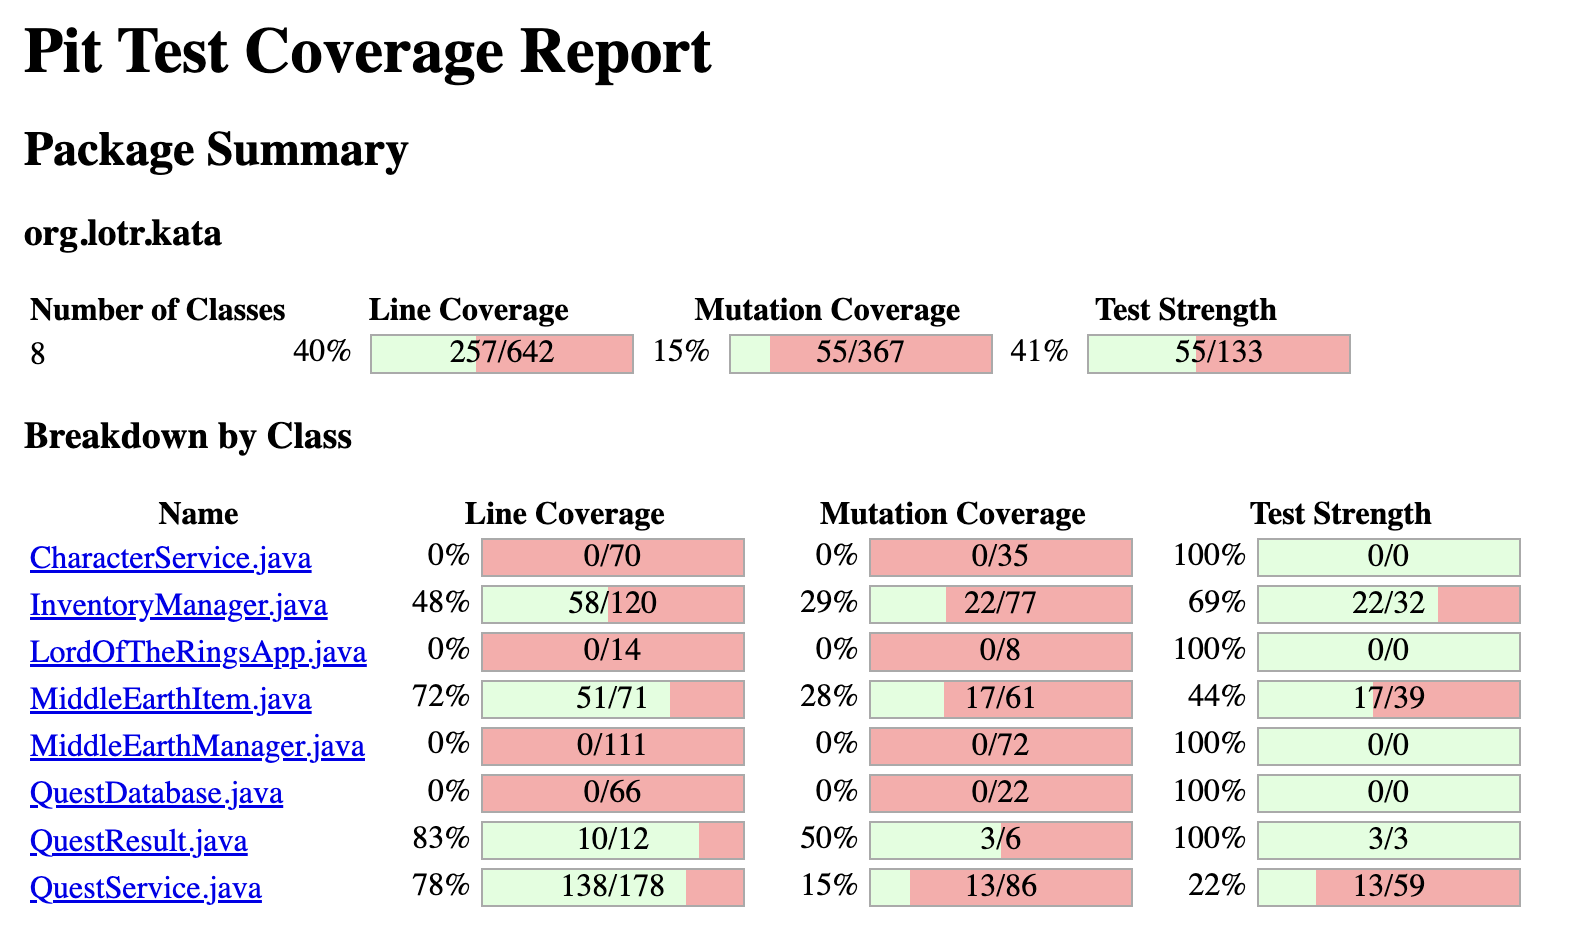 Pit Test Coverage Report
Package Summary
org.lotr.kata
Number of Classes Line Coverage Mutation Coverage Test Strength
8 40% 257/642 15% 55/367 41% 55/133
Breakdown by Class
Name Line Coverage Mutation Coverage Test Strength
CharacterService.java 0% 0/70 0% 0/35 100% 0/0
InventoryManager.java 48% 58/120 29% 22/77 69% 22/32
LordOfTheRingsApp.java 0% 0/14 0% 0/8 100% 0/0
MiddleEarthItem.java 72% 51/71 28% 17/61 44% 17/39
MiddleEarthManager.java 0% 0/111 0% 0/72 100% 0/0
QuestDatabase.java 0% 0/66 0% 0/22 100% 0/0
QuestResult.java 83% 10/12 50% 3/6 100% 3/3
QuestService.java 78% 138/178 15% 13/86 22% 13/59